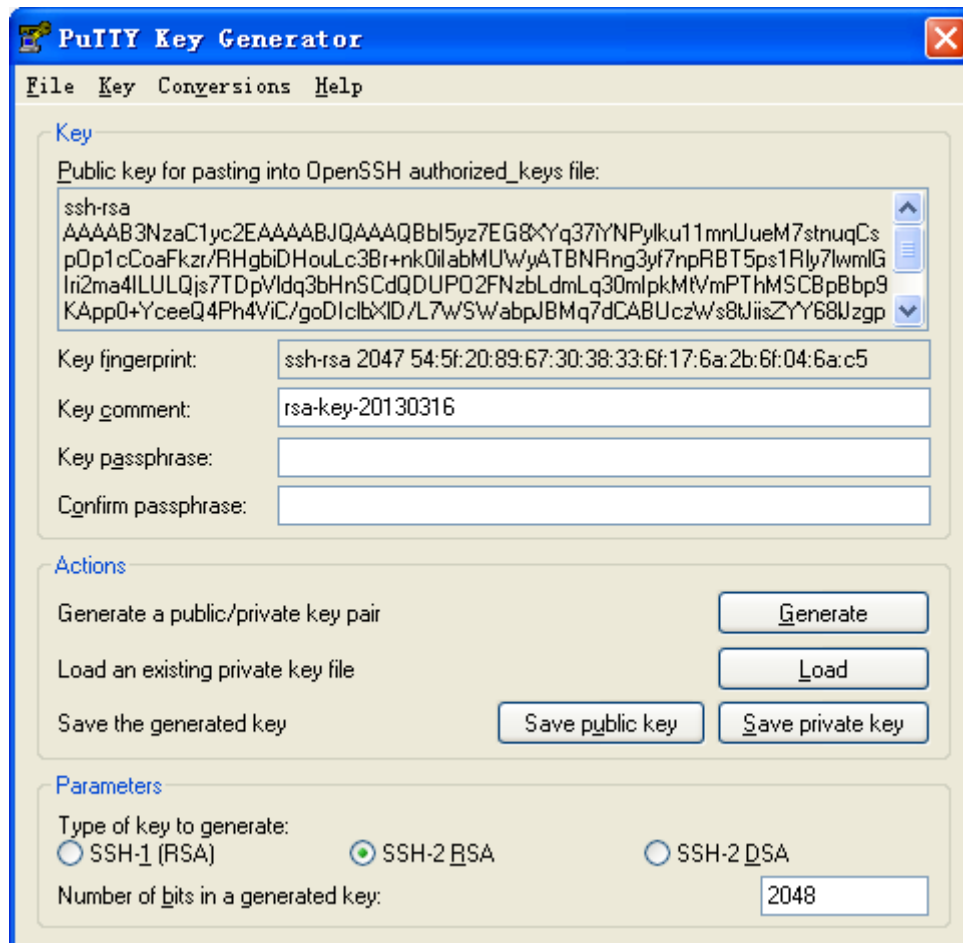 PuTTY Key Generator
File Key Conversions Help
Key
Public key for pasting into OpenSSH authorized_keys file:
ssh-rsa
AAAAB3NzaC1yc2EAAAABJQAAAQBbI5yz7EG8XYq37iYNPyIku11mnUueM7stnuqCs
pOp1cCoaFkzr/RHgbiDHouLc3Br+nk0iIabMUWyATBNRng3yf7npRBT5ps1RIy7IwmIG
Iri2ma4ILULQjs7TDpVIdq3bHnSCdQDUPO2FNzbLdmLq30mIpkMtVmPThMSCBpBbp9
KApp0+YceeQ4Ph4ViC/goDIcIbXID/L7WSWabpJBMq7dCABUczWs8tJiisZYY68IJzgp
Key fingerprint:
ssh-rsa 2047 54:5f:20:89:67:30:38:33:6f:17:6a:2b:6f:04:6a:c5
Key comment:
rsa-key-20130316
Key passphrase:
Confirm passphrase:
Actions
Generate a public/private key pair
Generate
Load an existing private key file
Load
Save the generated key
Save public key
Save private key
Parameters
Type of key to generate:
SSH-1 (RSA) SSH-2 RSA SSH-2 DSA
Number of bits in a generated key:
2048